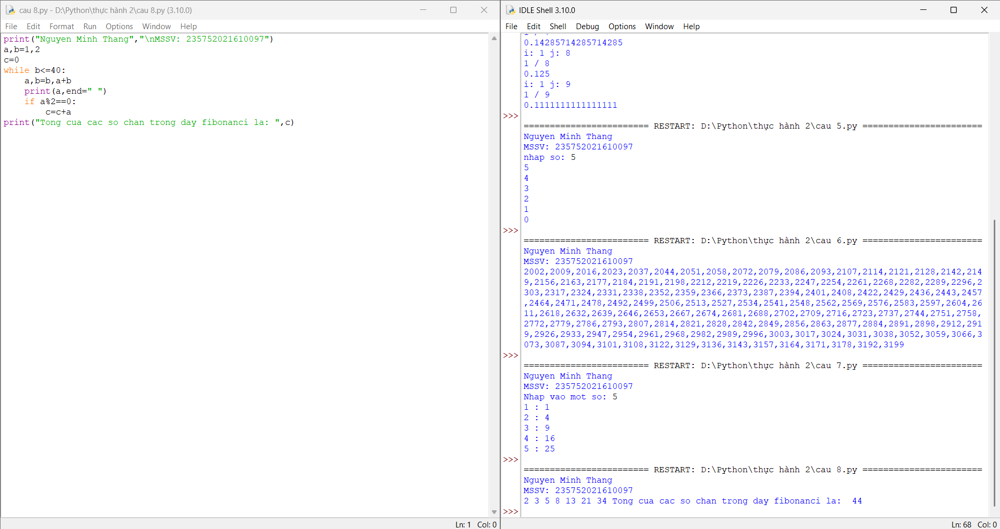 cau 8.py - D:\Python\thực hành 2\cau 8.py (3.10.0)
File Edit Format Run Options Window Help
print("Nguyen Minh Thang","\nMSSV: 235752021610097")
a,b=1,2
c=0
while b<=40:
    a,b=b,a+b
    print(a,end=" ")
    if a%2==0:
        c=c+a
print("Tong cua cac so chan trong day fibonanci la: ",c)
Ln: 1 Col: 0
IDLE Shell 3.10.0
File Edit Shell Debug Options Window Help
0.14285714285714285
i: 1 j: 8
1 / 8
0.125
i: 1 j: 9
1 / 9
0.1111111111111111
>>>
======================== RESTART: D:\Python\thực hành 2\cau 5.py =======================
Nguyen Minh Thang
MSSV: 235752021610097
nhap so: 5
5
4
3
2
1
0
>>>
======================== RESTART: D:\Python\thực hành 2\cau 6.py =======================
Nguyen Minh Thang
MSSV: 235752021610097
2002,2009,2016,2023,2037,2044,2051,2058,2072,2079,2086,2093,2107,2114,2121,2128,2142,214
9,2156,2163,2177,2184,2191,2198,2212,2219,2226,2233,2247,2254,2261,2268,2282,2289,2296,2
303,2317,2324,2331,2338,2352,2359,2366,2373,2387,2394,2401,2408,2422,2429,2436,2443,2457
,2464,2471,2478,2492,2499,2506,2513,2527,2534,2541,2548,2562,2569,2576,2583,2597,2604,26
11,2618,2632,2639,2646,2653,2667,2674,2681,2688,2702,2709,2716,2723,2737,2744,2751,2758,
2772,2779,2786,2793,2807,2814,2821,2828,2842,2849,2856,2863,2877,2884,2891,2898,2912,291
9,2926,2933,2947,2954,2961,2968,2982,2989,2996,3003,3017,3024,3031,3038,3052,3059,3066,3
073,3087,3094,3101,3108,3122,3129,3136,3143,3157,3164,3171,3178,3192,3199
>>>
======================== RESTART: D:\Python\thực hành 2\cau 7.py =======================
Nguyen Minh Thang
MSSV: 235752021610097
Nhap vao mot so: 5
1 : 1
2 : 4
3 : 9
4 : 16
5 : 25
>>>
======================== RESTART: D:\Python\thực hành 2\cau 8.py =======================
Nguyen Minh Thang
MSSV: 235752021610097
2 3 5 8 13 21 34 Tong cua cac so chan trong day fibonanci la:  44
>>>
Ln: 68 Col: 0